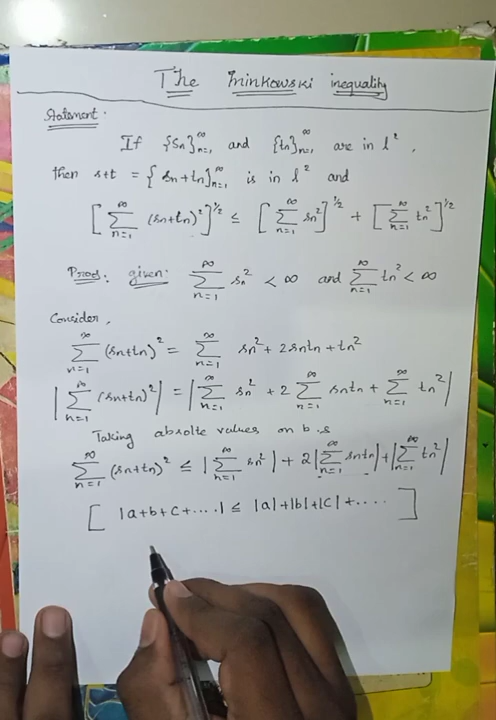 The Minkowski inequality
Statement:
If {Sn}∞n=1 and {tn}∞n=1 are in l²,
then s+t = {sn+tn}∞n=1 is in l² and
[∞∑n=1 (sn+tn)²]^1/2 ≤ [∞∑n=1 sn²]^1/2 + [∞∑n=1 tn²]^1/2
Proof: given: ∞∑n=1 sn² < ∞ and ∞∑n=1 tn² < ∞
Consider,
∞∑n=1 (sn+tn)² = ∞∑n=1 sn² + 2sntn + tn²
|∞∑n=1 (sn+tn)²| = |∞∑n=1 sn² + 2 ∞∑n=1 sntn + ∞∑n=1 tn²|
Taking absolte values on b.s
∞∑n=1 (sn+tn)² ≤ |∞∑n=1 sn²| + 2|∞∑n=1 sntn| + |∞∑n=1 tn²|
[ |a+b+c+.....| ≤ |a|+|b|+|c|+.... ]